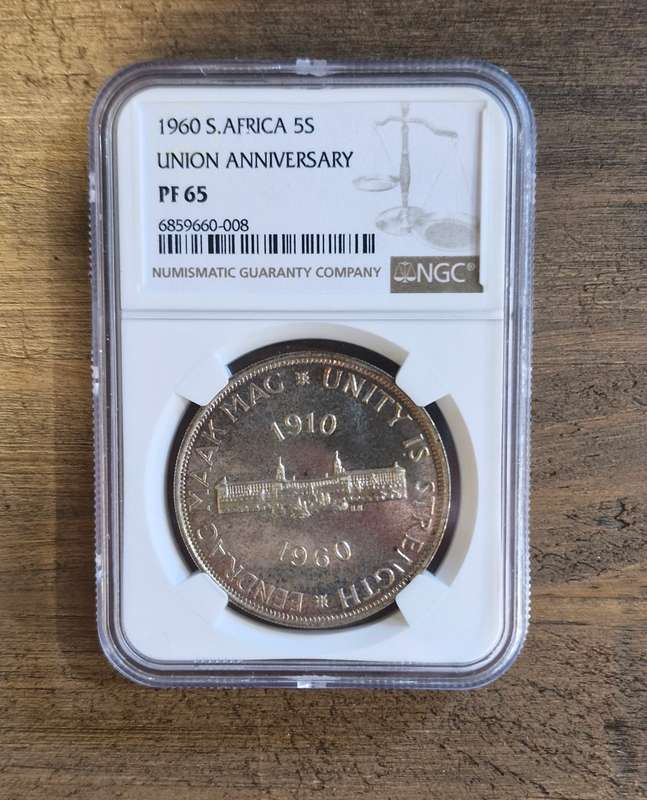 1960 S.AFRICA 5S
UNION ANNIVERSARY
PF 65
6859660-008
NUMISMATIC GUARANTY COMPANY
NGC®
EENDRAG MAAK MAG
UNITY IS STRENGTH
1910
1960